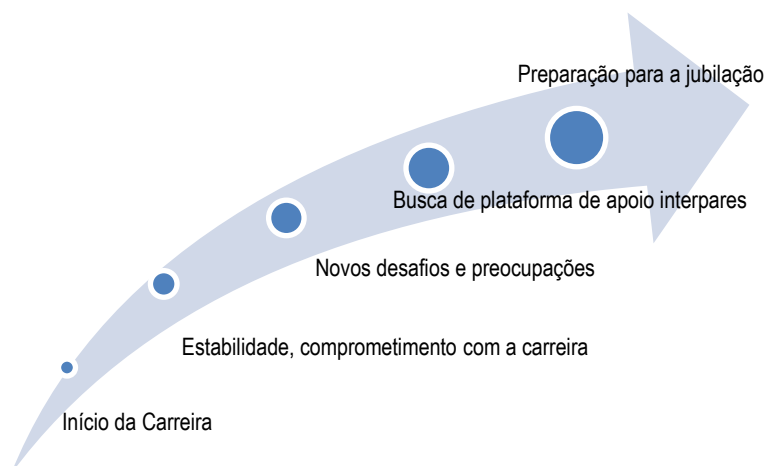 Preparação para a jubilação
Busca de plataforma de apoio interpares
Novos desafios e preocupações
Estabilidade, comprometimento com a carreira
Início da Carreira